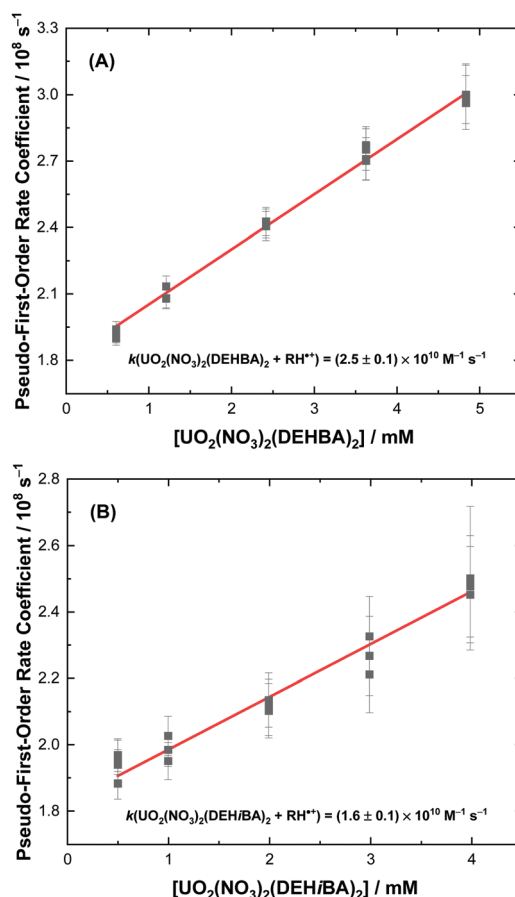 (A)
Pseudo-First-Order Rate Coefficient / 10⁸ s⁻¹
3.3
3.0
2.7
2.4
2.1
1.8
k(UO₂(NO₃)₂(DEHBA)₂ + RH•⁺) = (2.5 ± 0.1) × 10¹⁰ M⁻¹ s⁻¹
0 1 2 3 4 5
[UO₂(NO₃)₂(DEHBA)₂] / mM
(B)
Pseudo-First-Order Rate Coefficient / 10⁸ s⁻¹
2.8
2.6
2.4
2.2
2.0
1.8
k(UO₂(NO₃)₂(DEHiBA)₂ + RH•⁺) = (1.6 ± 0.1) × 10¹⁰ M⁻¹ s⁻¹
0 1 2 3 4
[UO₂(NO₃)₂(DEHiBA)₂] / mM